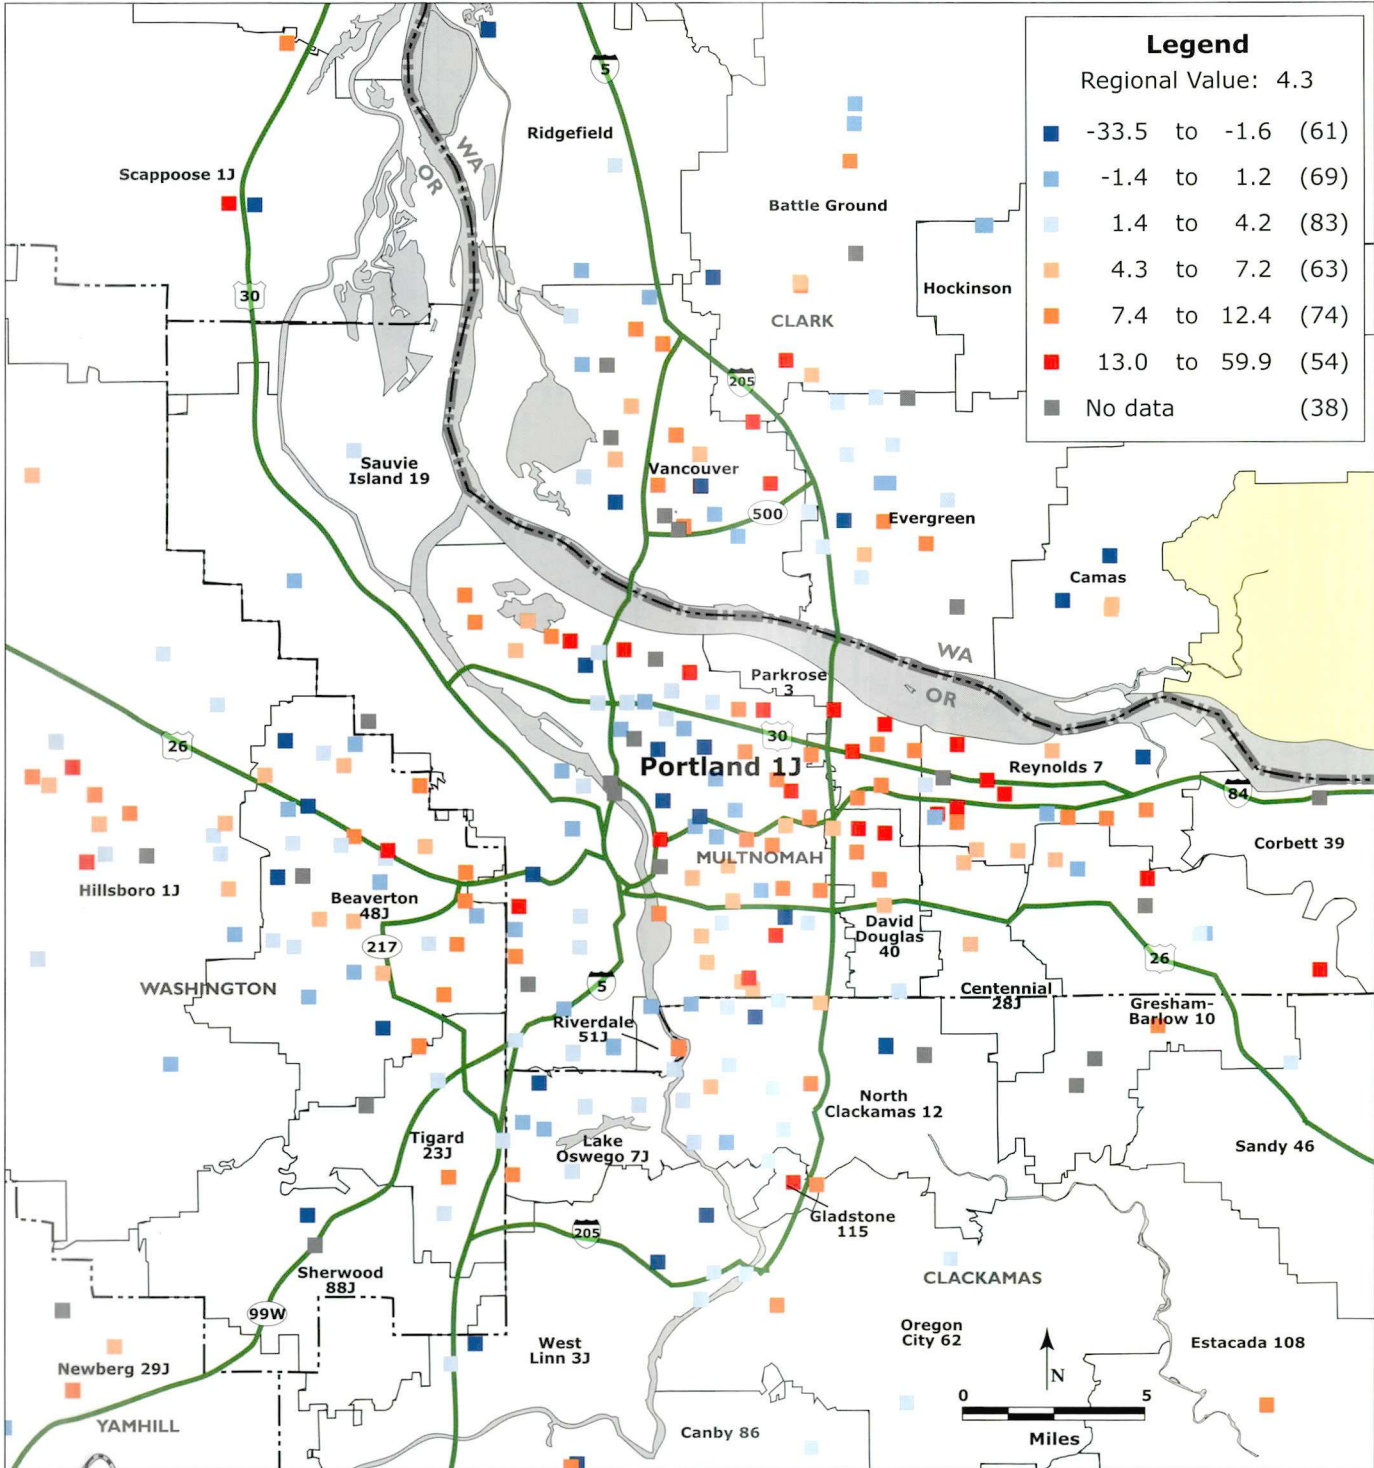 Legend
Regional Value: 4.3
-33.5 to -1.6 (61)
-1.4 to 1.2 (69)
1.4 to 4.2 (83)
4.3 to 7.2 (63)
7.4 to 12.4 (74)
13.0 to 59.9 (54)
No data (38)
5
Ridgefield
WA
OR
Scappoose 1J
Battle Ground
30
Hockinson
CLARK
205
Sauvie
Island 19
Vancouver
500
Evergreen
Camas
WA
OR
Parkrose
3
26
30
Portland 1J
Reynolds 7
84
Corbett 39
MULTNOMAH
Hillsboro 1J
Beaverton
48J
217
David
Douglas
40
26
WASHINGTON
5
Centennial
28J
Gresham-
Barlow 10
Riverdale
51J
North
Clackamas 12
Tigard
23J
Lake
Oswego 7J
Sandy 46
Gladstone
115
205
Sherwood
88J
CLACKAMAS
99W
Oregon
City 62
West
Linn 3J
Estacada 108
Newberg 29J
N
0 5
Miles
YAMHILL
Canby 86